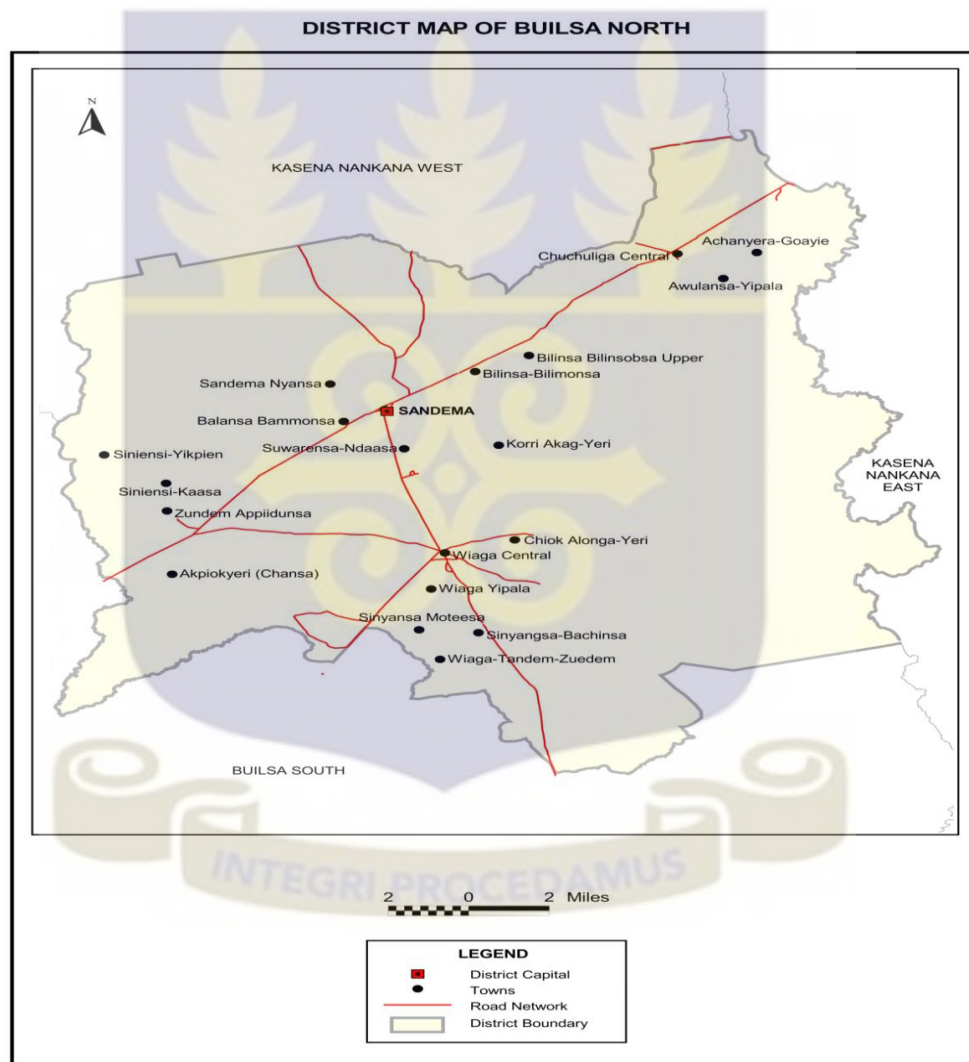 DISTRICT MAP OF BUILSA NORTH
N
KASENA NANKANA WEST
Achanyera-Goayie
Chuchuliga Central
Awulansa-Yipala
Bilinsa Bilinsobsa Upper
Bilinsa-Bilimonsa
Sandema Nyansa
SANDEMA
Balansa Bammonsa
Suwarensa-Ndaasa
Korri Akag-Yeri
Siniensi-Yikpien
KASENA
NANKANA
EAST
Siniensi-Kaasa
Zundem Appiidunsa
Chiok Alonga-Yeri
Wiaga Central
Akpiokyeri (Chansa)
Wiaga Yipala
Sinyansa Moteesa
Sinyangsa-Bachinsa
Wiaga-Tandem-Zuedem
BUILSA SOUTH
INTEGRI PROCEDAMUS
2 0 2 Miles
LEGEND
District Capital
Towns
Road Network
District Boundary